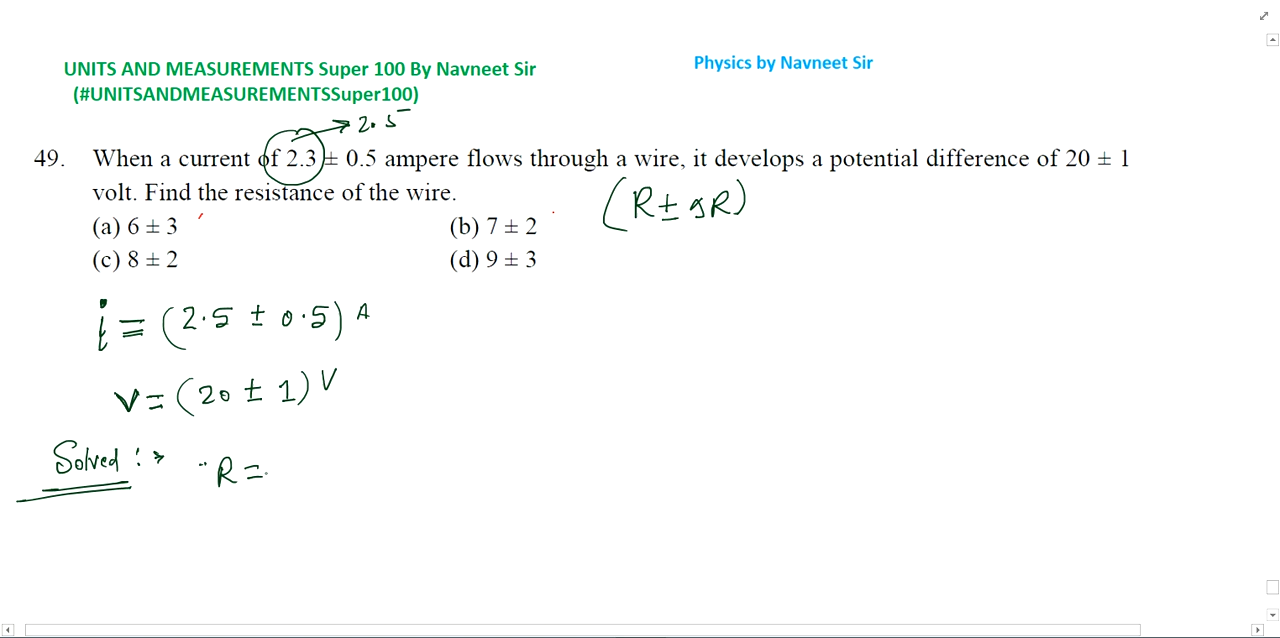 UNITS AND MEASUREMENTS Super 100 By Navneet Sir
Physics by Navneet Sir
(#UNITSANDMEASUREMENTSSuper100)
2.5
49. When a current of 2.3 ± 0.5 ampere flows through a wire, it develops a potential difference of 20 ± 1
volt. Find the resistance of the wire.
(R ± ΔR)
(a) 6 ± 3 (b) 7 ± 2
(c) 8 ± 2 (d) 9 ± 3
i = (2.5 ± 0.5) A
V = (20 ± 1) V
Solved :→ R =